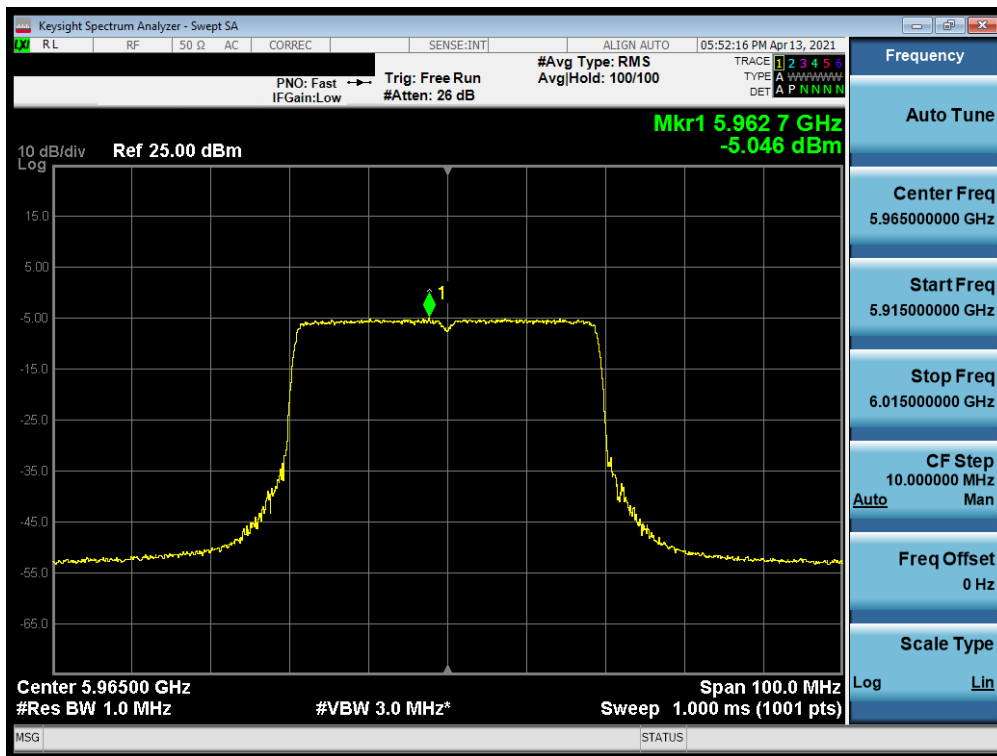 Keysight Spectrum Analyzer - Swept SA
LXI RL RF 50 Ω AC CORREC SENSE:INT ALIGN AUTO 05:52:16 PM Apr 13, 2021
PNO: Fast
IFGain:Low
Trig: Free Run
#Atten: 26 dB
#Avg Type: RMS
Avg|Hold: 100/100
TRACE 1 2 3 4 5 6
TYPE A WWWWW
DET A P N N N N
Mkr1 5.962 7 GHz
-5.046 dBm
10 dB/div Ref 25.00 dBm
Log
15.0
5.00
-5.00
-15.0
-25.0
-35.0
-45.0
-55.0
-65.0
1
Center 5.96500 GHz Span 100.0 MHz
#Res BW 1.0 MHz #VBW 3.0 MHz* Sweep 1.000 ms (1001 pts)
MSG STATUS
Frequency
Auto Tune
Center Freq
5.965000000 GHz
Start Freq
5.915000000 GHz
Stop Freq
6.015000000 GHz
CF Step
10.000000 MHz
Auto Man
Freq Offset
0 Hz
Scale Type
Log Lin